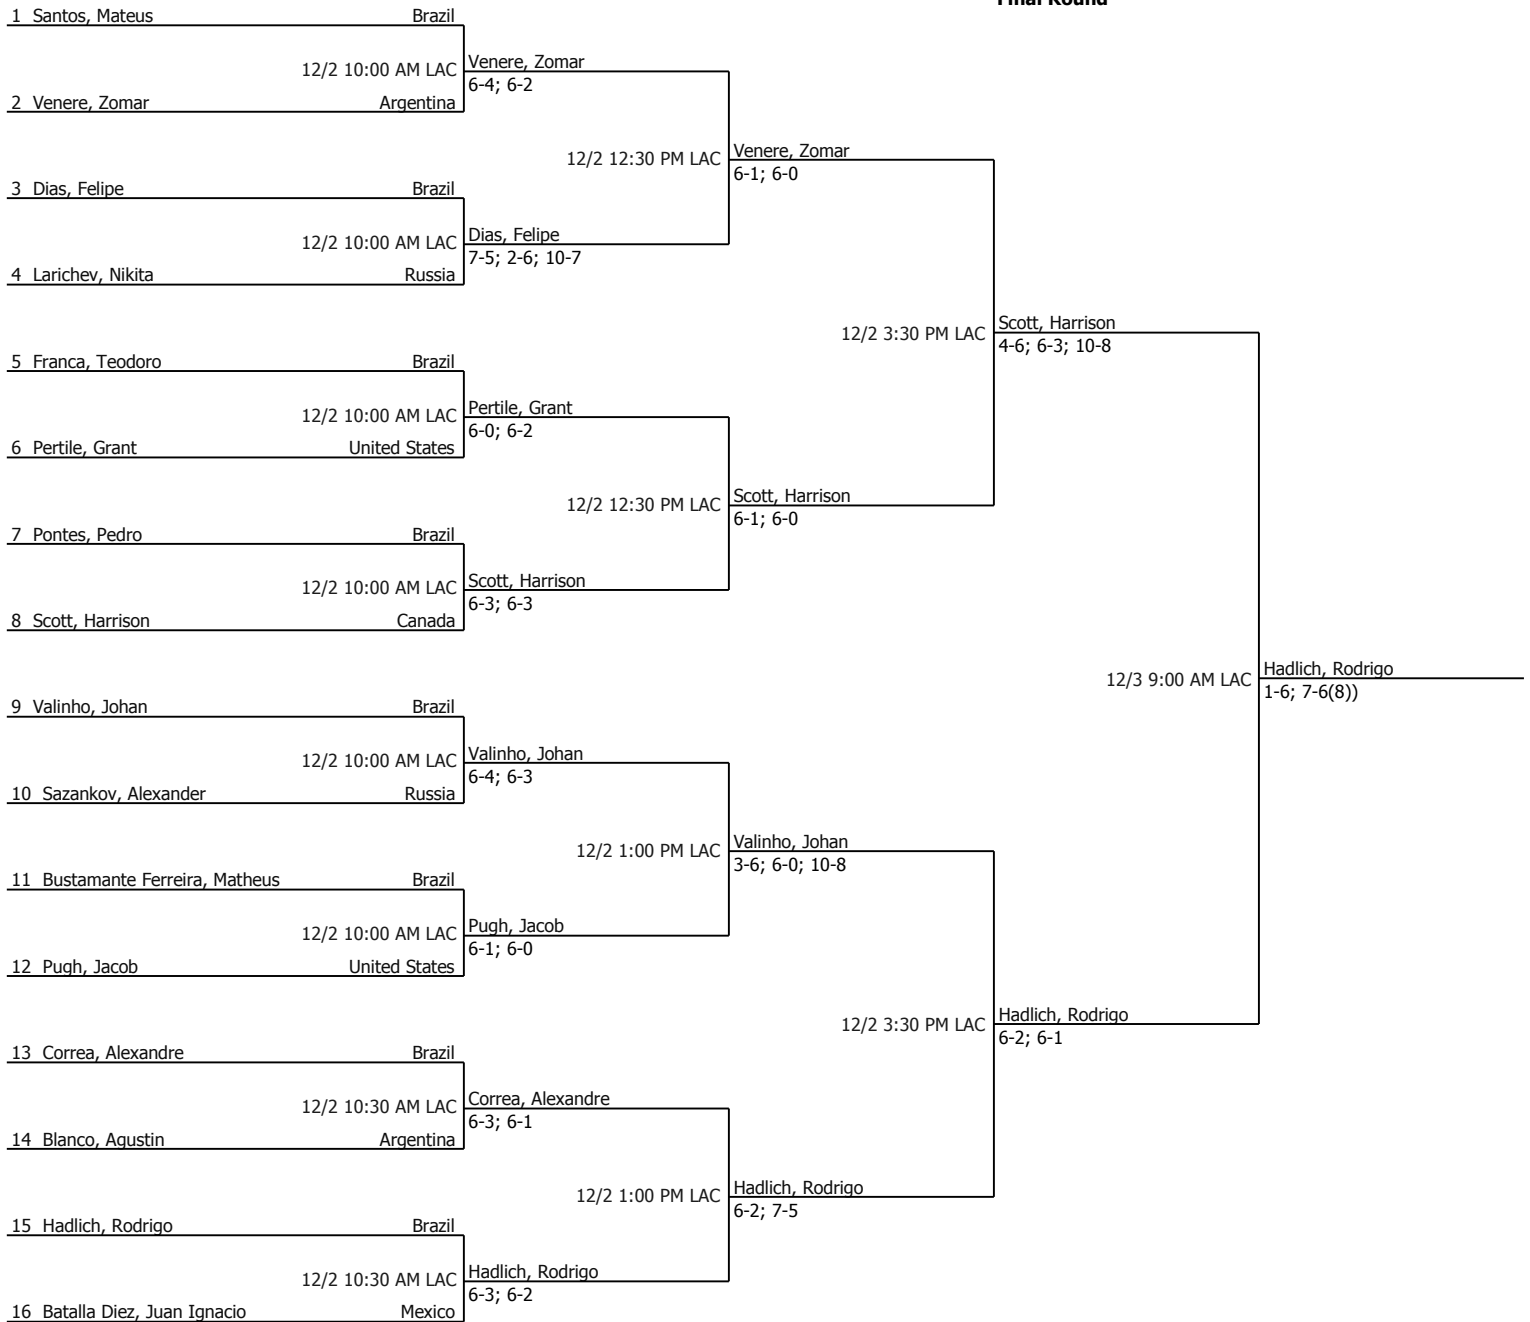 Final Round
1 Santos, Mateus Brazil
12/2 10:00 AM LAC Venere, Zomar
6-4; 6-2
2 Venere, Zomar Argentina
12/2 12:30 PM LAC Venere, Zomar
6-1; 6-0
3 Dias, Felipe Brazil
12/2 10:00 AM LAC Dias, Felipe
7-5; 2-6; 10-7
4 Larichev, Nikita Russia
12/2 3:30 PM LAC Scott, Harrison
4-6; 6-3; 10-8
5 Franca, Teodoro Brazil
12/2 10:00 AM LAC Pertile, Grant
6-0; 6-2
6 Pertile, Grant United States
12/2 12:30 PM LAC Scott, Harrison
6-1; 6-0
7 Pontes, Pedro Brazil
12/2 10:00 AM LAC Scott, Harrison
6-3; 6-3
8 Scott, Harrison Canada
12/3 9:00 AM LAC Hadlich, Rodrigo
1-6; 7-6(8))
9 Valinho, Johan Brazil
12/2 10:00 AM LAC Valinho, Johan
6-4; 6-3
10 Sazankov, Alexander Russia
12/2 1:00 PM LAC Valinho, Johan
3-6; 6-0; 10-8
11 Bustamante Ferreira, Matheus Brazil
12/2 10:00 AM LAC Pugh, Jacob
6-1; 6-0
12 Pugh, Jacob United States
12/2 3:30 PM LAC Hadlich, Rodrigo
6-2; 6-1
13 Correa, Alexandre Brazil
12/2 10:30 AM LAC Correa, Alexandre
6-3; 6-1
14 Blanco, Agustin Argentina
12/2 1:00 PM LAC Hadlich, Rodrigo
6-2; 7-5
15 Hadlich, Rodrigo Brazil
12/2 10:30 AM LAC Hadlich, Rodrigo
6-3; 6-2
16 Batalla Diez, Juan Ignacio Mexico